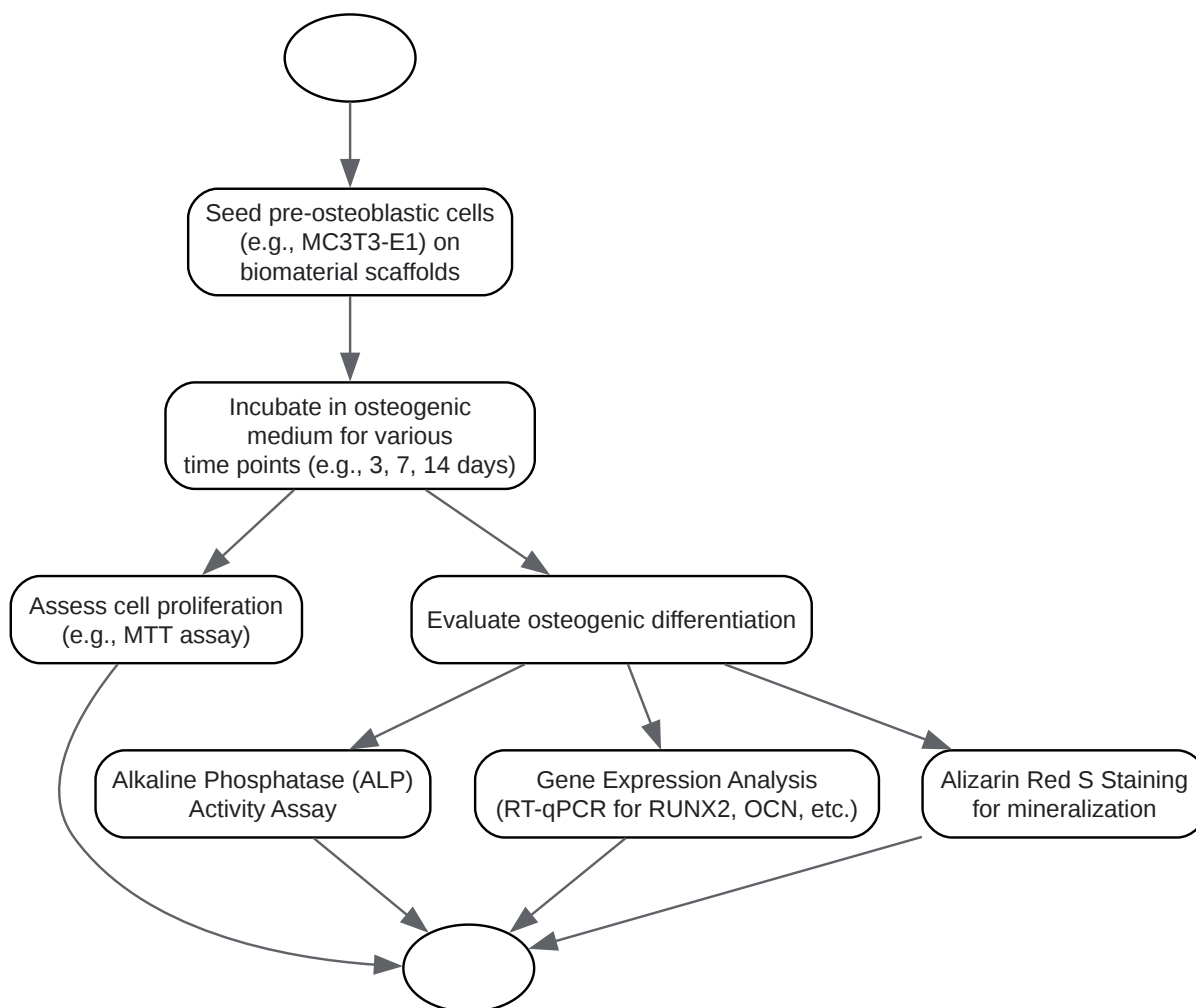 Seed pre-osteoblastic cells
(e.g., MC3T3-E1) on
biomaterial scaffolds
Incubate in osteogenic
medium for various
time points (e.g., 3, 7, 14 days)
Assess cell proliferation
(e.g., MTT assay)
Evaluate osteogenic differentiation
Alkaline Phosphatase (ALP)
Activity Assay
Gene Expression Analysis
(RT-qPCR for RUNX2, OCN, etc.)
Alizarin Red S Staining
for mineralization